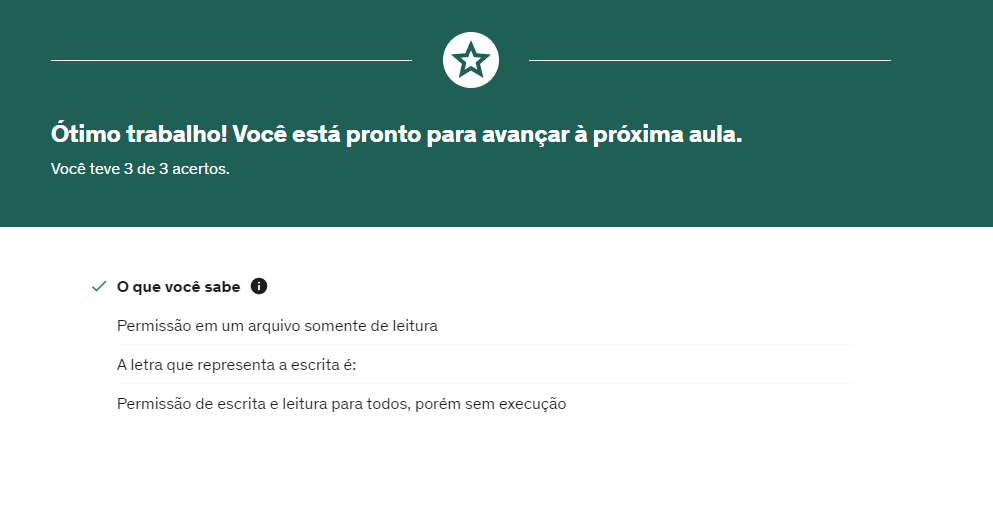 Ótimo trabalho! Você está pronto para avançar à próxima aula.
Você teve 3 de 3 acertos.
O que você sabe
Permissão em um arquivo somente de leitura
A letra que representa a escrita é:
Permissão de escrita e leitura para todos, porém sem execução